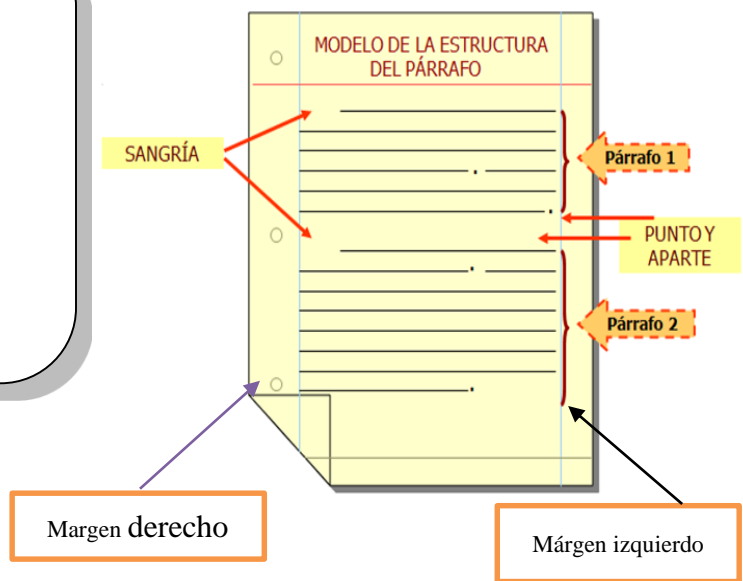 MODELO DE LA ESTRUCTURA
DEL PÁRRAFO
SANGRÍA
Párrafo 1
PUNTO Y
APARTE
Párrafo 2
Margen derecho
Márgen izquierdo